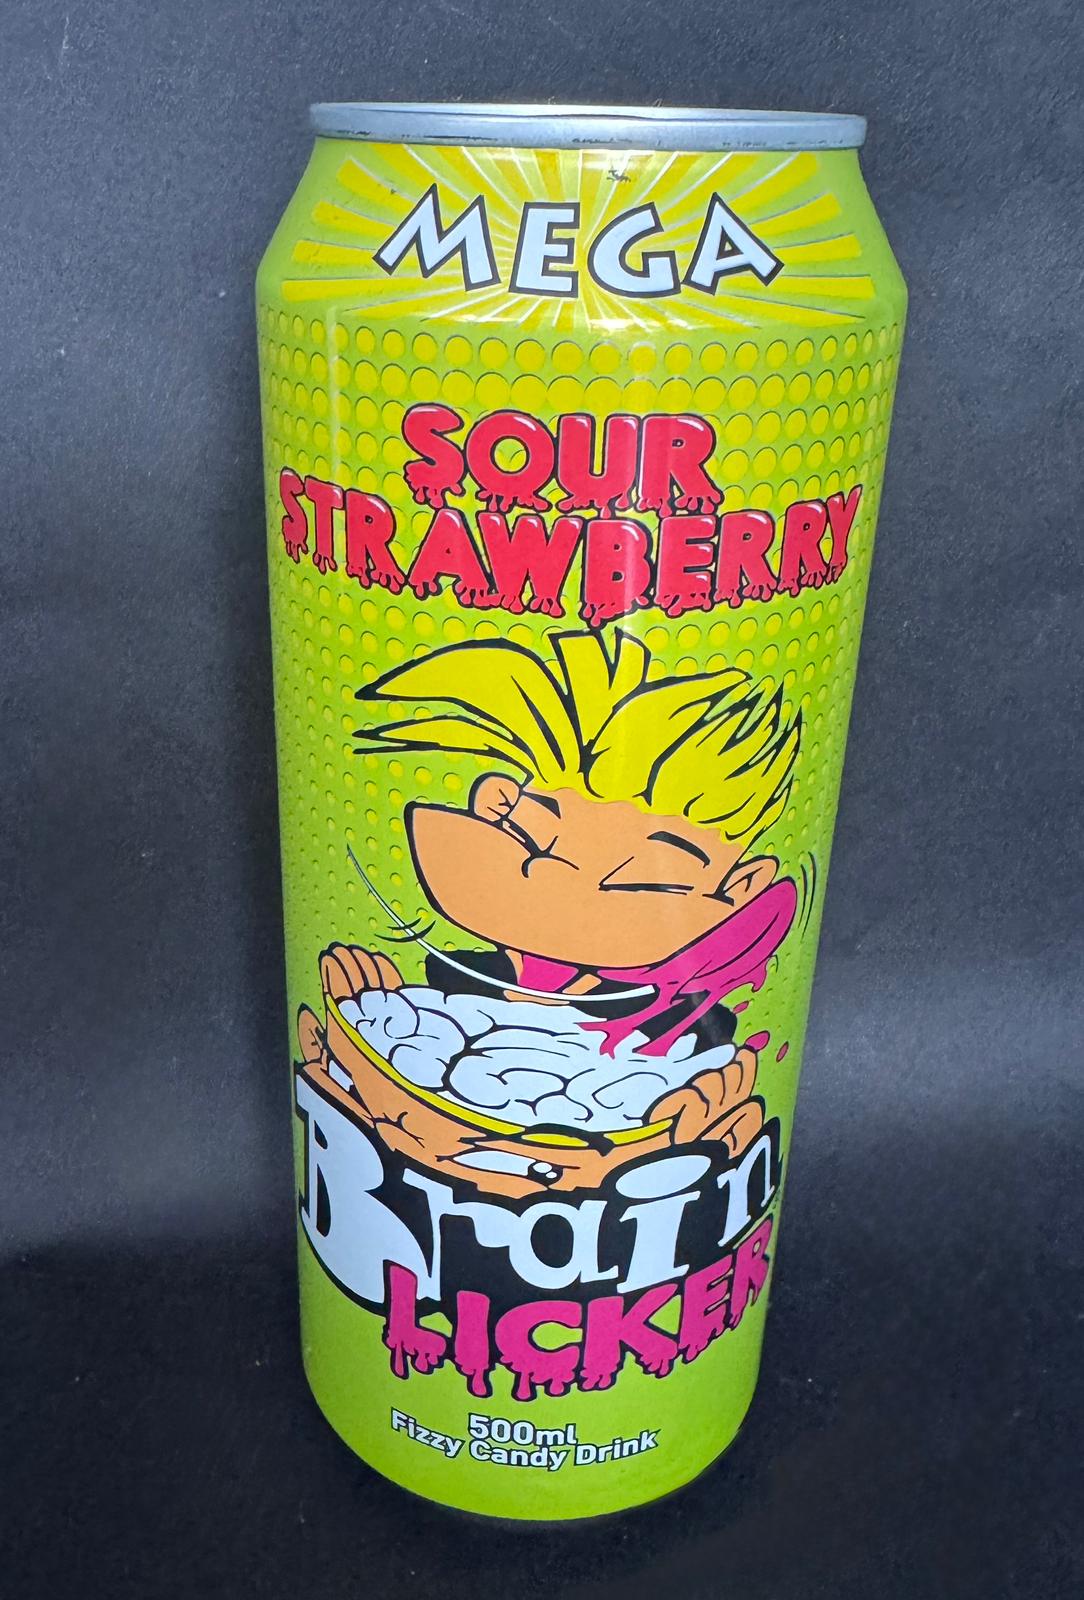 MEGA
SOUR
STRAWBERRY
Brain
LICKER
500ml
Fizzy Candy Drink